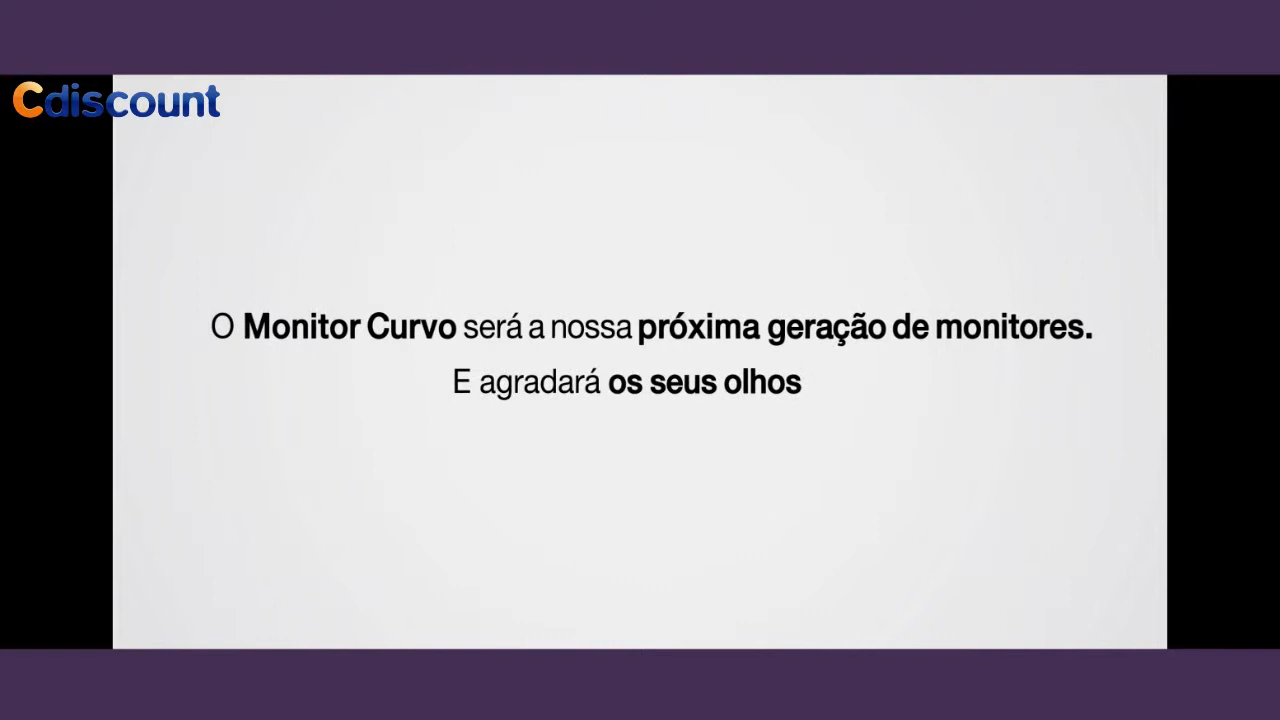 Cdiscount
O Monitor Curvo será a nossa próxima geração de monitores.
E agradará os seus olhos